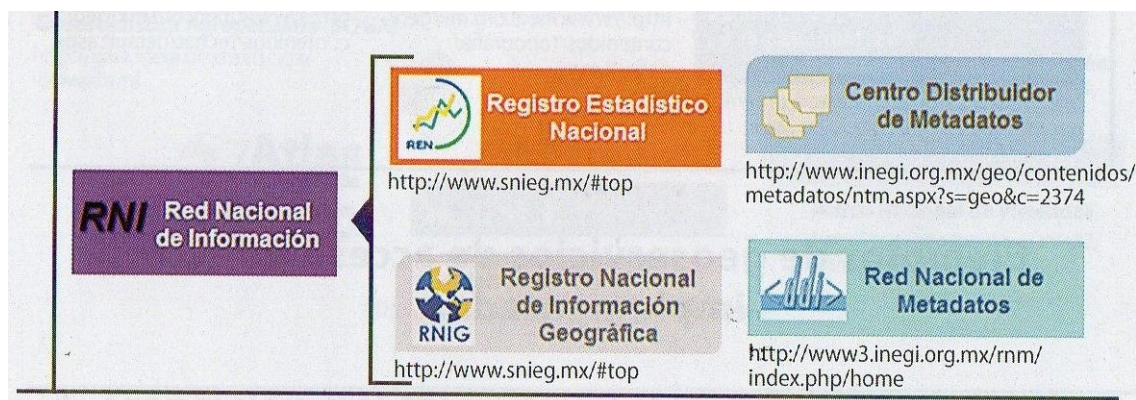 RNI
Red Nacional
de Información
REN
Registro Estadístico
Nacional
http://www.snieg.mx/#top
Centro Distribuidor
de Metadatos
http://www.inegi.org.mx/geo/contenidos/
metadatos/ntm.aspx?s=geo&c=2374
RNIG
Registro Nacional
de Información
Geográfica
http://www.snieg.mx/#top
Red Nacional de
Metadatos
http://www3.inegi.org.mx/rnm/
index.php/home